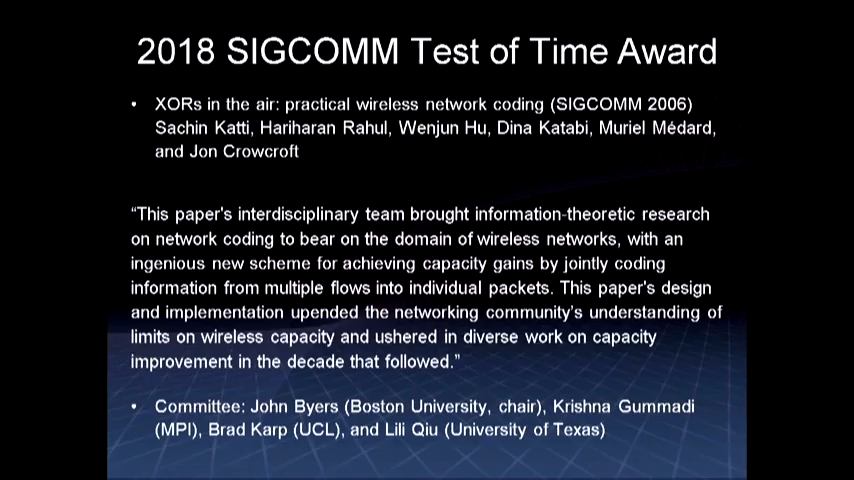 2018 SIGCOMM Test of Time Award
• XORs in the air: practical wireless network coding (SIGCOMM 2006)
Sachin Katti, Hariharan Rahul, Wenjun Hu, Dina Katabi, Muriel Médard,
and Jon Crowcroft
“This paper's interdisciplinary team brought information-theoretic research
on network coding to bear on the domain of wireless networks, with an
ingenious new scheme for achieving capacity gains by jointly coding
information from multiple flows into individual packets. This paper's design
and implementation upended the networking community’s understanding of
limits on wireless capacity and ushered in diverse work on capacity
improvement in the decade that followed.”
• Committee: John Byers (Boston University, chair), Krishna Gummadi
(MPI), Brad Karp (UCL), and Lili Qiu (University of Texas)